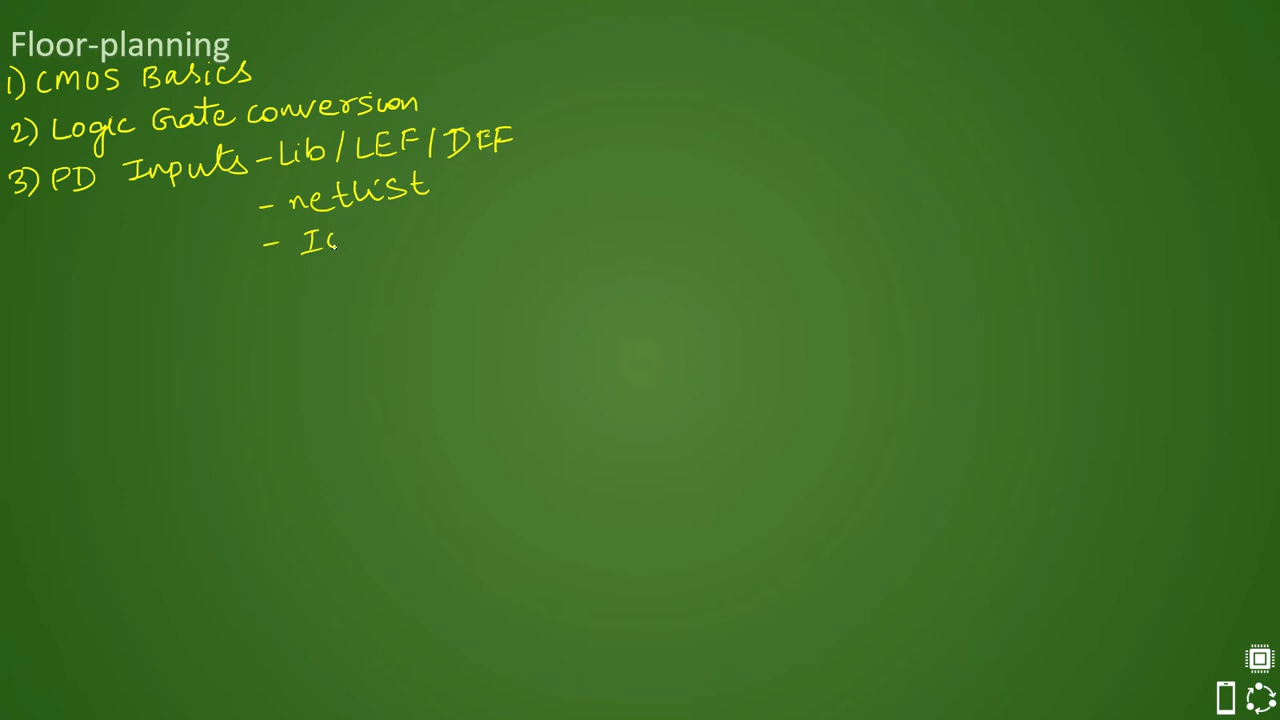 Floor-planning
1) CMOS Basics
2) Logic Gate conversion
3) PD Inputs - Lib / LEF / DEF
- netlist
- I